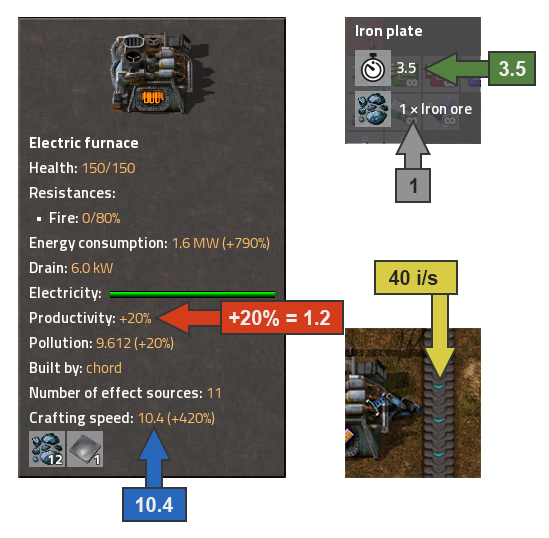 Electric furnace
Health: 150/150
Resistances:
▪ Fire: 0/80%
Energy consumption: 1.6 MW (+790%)
Drain: 6.0 kW
Electricity:
Productivity: +20%
+20% = 1.2
Pollution: 9.612 (+20%)
Built by: chord
Number of effect sources: 11
Crafting speed: 10.4 (+420%)
12
1
10.4
Iron plate
3.5
3.5
1 × Iron ore
1
40 i/s